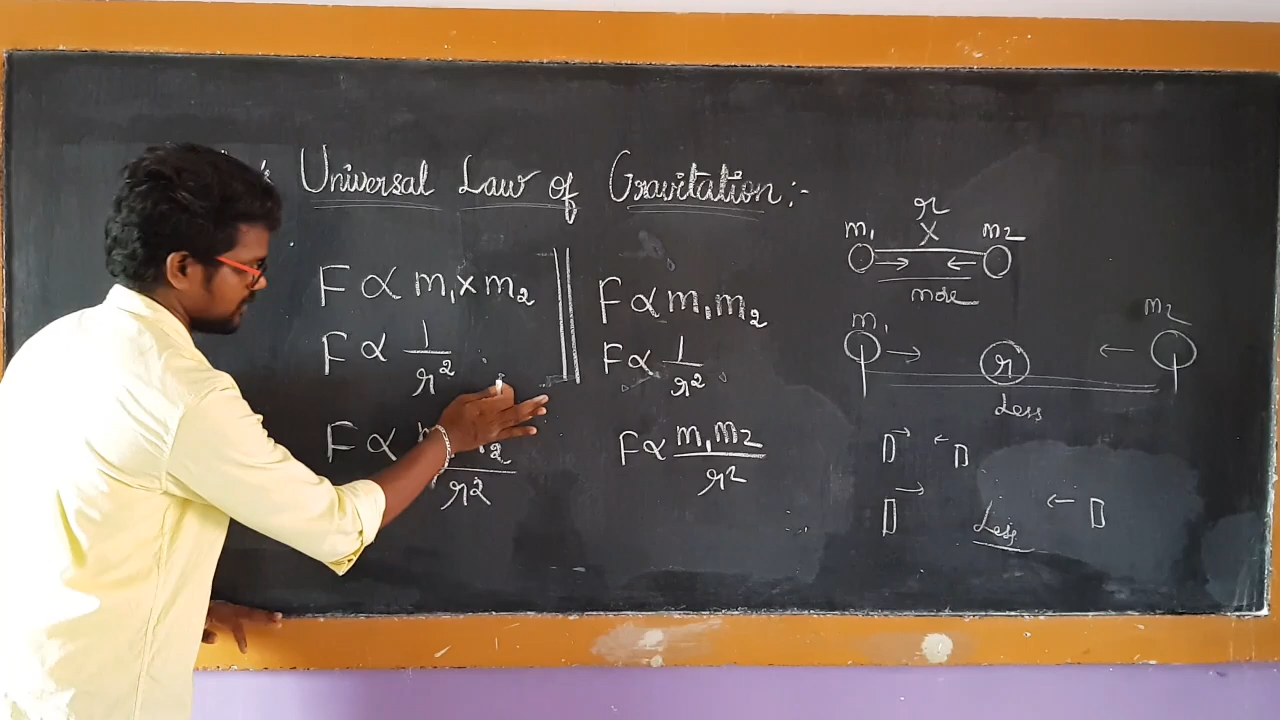 Universal Law of Gravitation:-
F ∝ m₁ x m₂
F ∝ 1/r²
F ∝ /r²
F ∝ m₁m₂
F ∝ 1/r²
F ∝ m₁m₂/r²
r
m₁ x m₂
→ ←
more
m₁ m₂
→ r ←
Less
D→ ←D
D→ Less ←D